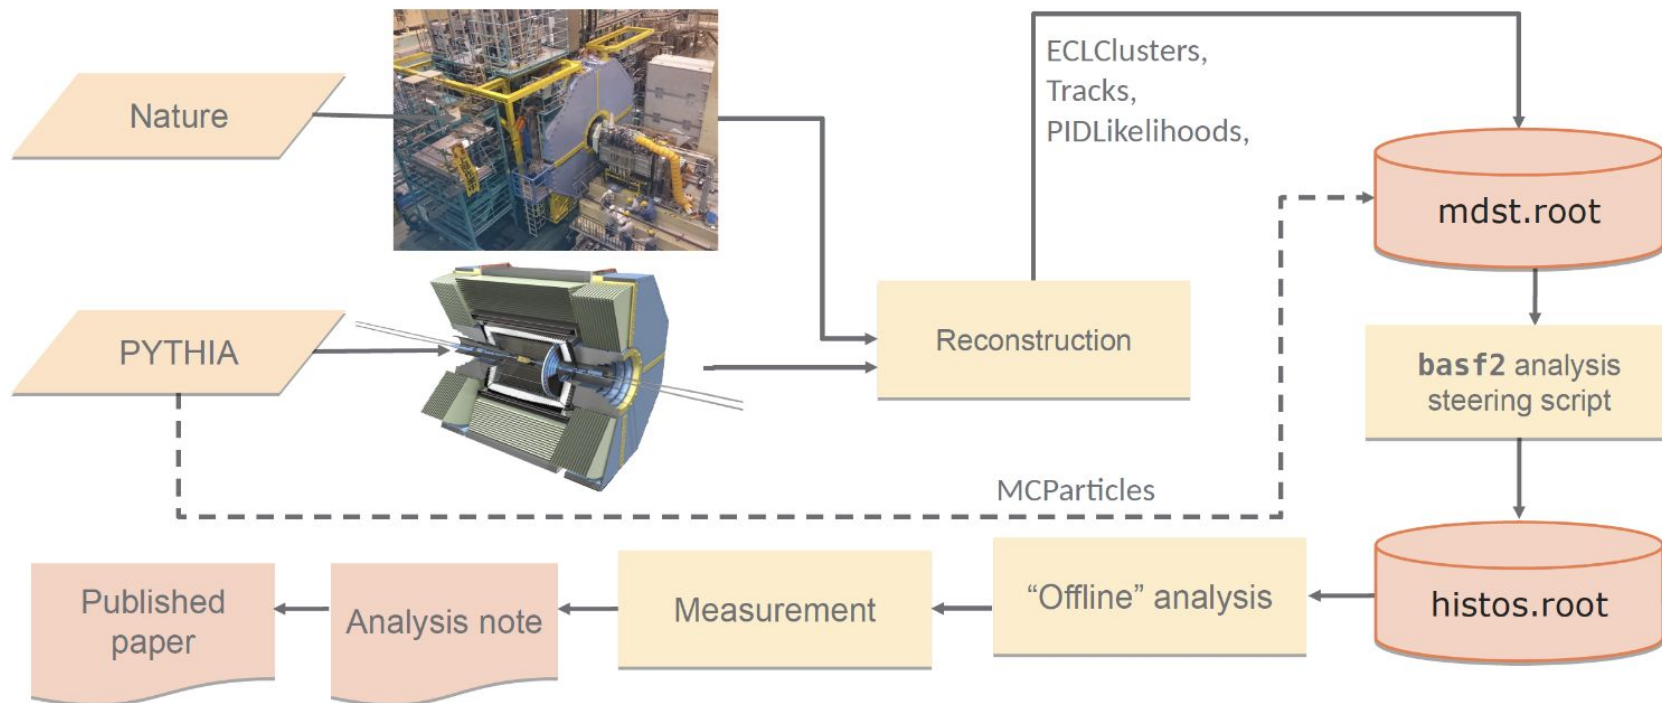 ECLClusters,
Tracks,
PIDLikelihoods,
Nature
mdst.root
PYTHIA
Reconstruction
basf2 analysis
steering script
MCParticles
Published
paper
Analysis note
Measurement
“Offline” analysis
histos.root